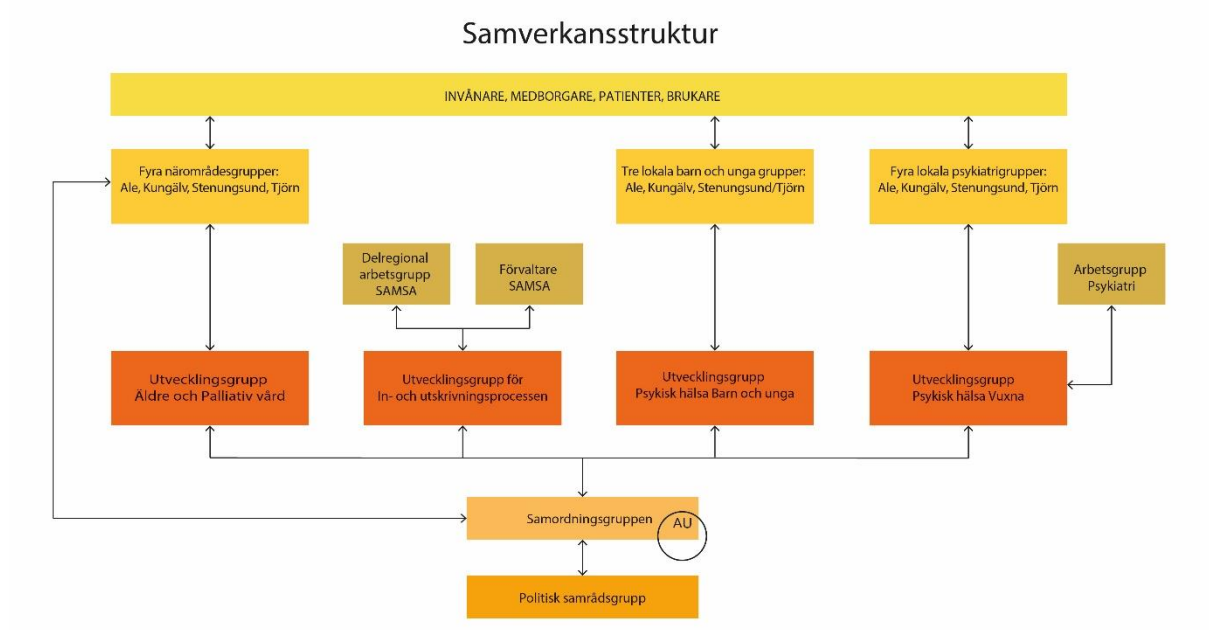 Samverkansstruktur
INVÅNARE, MEDBORGARE, PATIENTER, BRUKARE
Fyra närområdesgrupper:
Ale, Kungälv, Stenungsund, Tjörn
Tre lokala barn och unga grupper:
Ale, Kungälv, Stenungsund/Tjörn
Fyra lokala psykiatrigrupper:
Ale, Kungälv, Stenungsund, Tjörn
Delregional
arbetsgrupp
SAMSA
Förvaltare
SAMSA
Arbetsgrupp
Psykiatri
Utvecklingsgrupp
Äldre och Palliativ vård
Utvecklingsgrupp för
In- och utskrivningsprocessen
Utvecklingsgrupp
Psykisk hälsa Barn och unga
Utvecklingsgrupp
Psykisk hälsa Vuxna
Samordningsgruppen
AU
Politisk samrådsgrupp